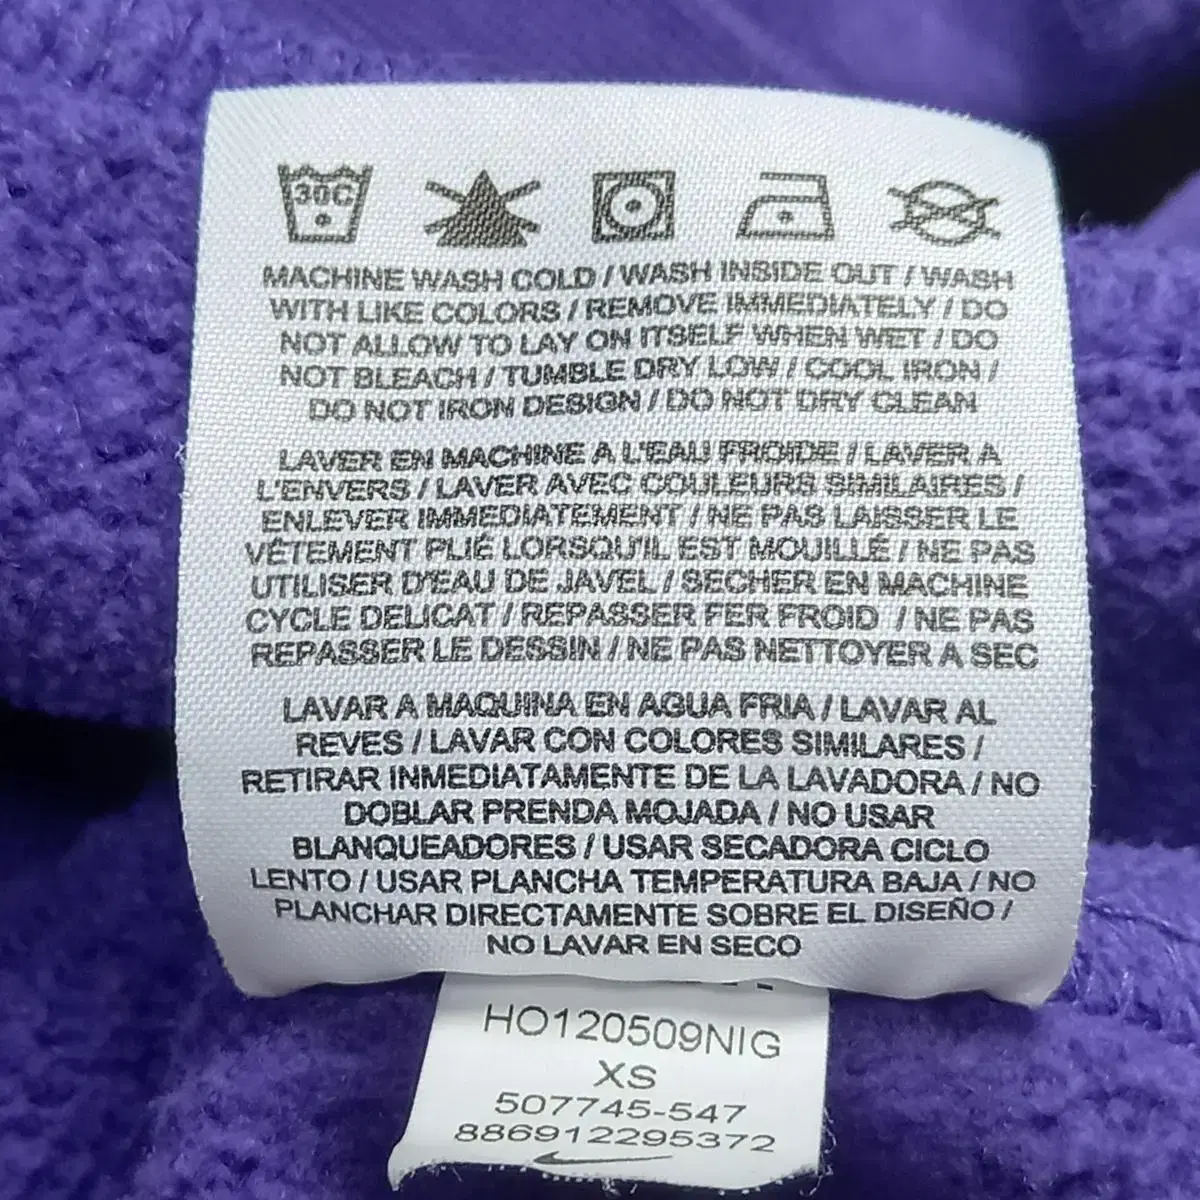 30C
MACHINE WASH COLD / WASH INSIDE OUT / WASH
WITH LIKE COLORS / REMOVE IMMEDIATELY / DO
NOT ALLOW TO LAY ON ITSELF WHEN WET / DO
NOT BLEACH / TUMBLE DRY LOW / COOL IRON /
DO NOT IRON DESIGN / DO NOT DRY CLEAN
LAVER EN MACHINE A L'EAU FROIDE / LAVER A
L'ENVERS / LAVER AVEC COULEURS SIMILAIRES /
ENLEVER IMMEDIATEMENT / NE PAS LAISSER LE
VÊTEMENT PLIÉ LORSQU'IL EST MOUILLÉ / NE PAS
UTILISER D'EAU DE JAVEL / SECHER EN MACHINE
CYCLE DELICAT / REPASSER FER FROID / NE PAS
REPASSER LE DESSIN / NE PAS NETTOYER A SEC
LAVAR A MAQUINA EN AGUA FRIA / LAVAR AL
REVES / LAVAR CON COLORES SIMILARES /
RETIRAR INMEDIATAMENTE DE LA LAVADORA / NO
DOBLAR PRENDA MOJADA / NO USAR
BLANQUEADORES / USAR SECADORA CICLO
LENTO / USAR PLANCHA TEMPERATURA BAJA / NO
PLANCHAR DIRECTAMENTE SOBRE EL DISEÑO /
NO LAVAR EN SECO
HO120509NIG
XS
507745-547
886912295372